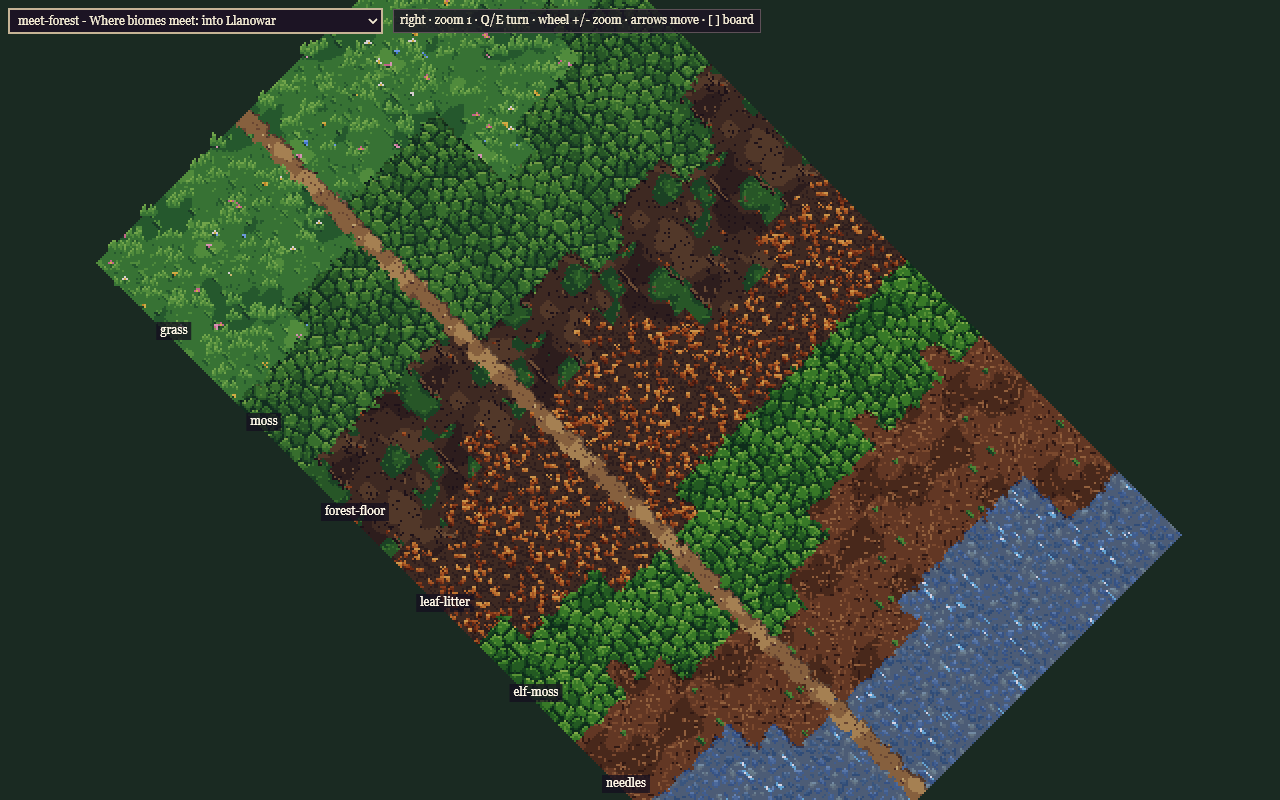 meet-forest - Where biomes meet: into Llanowar
right · zoom 1 · Q/E turn · wheel +/- zoom · arrows move · [ ] board
grass
moss
forest-floor
leaf-litter
elf-moss
needles